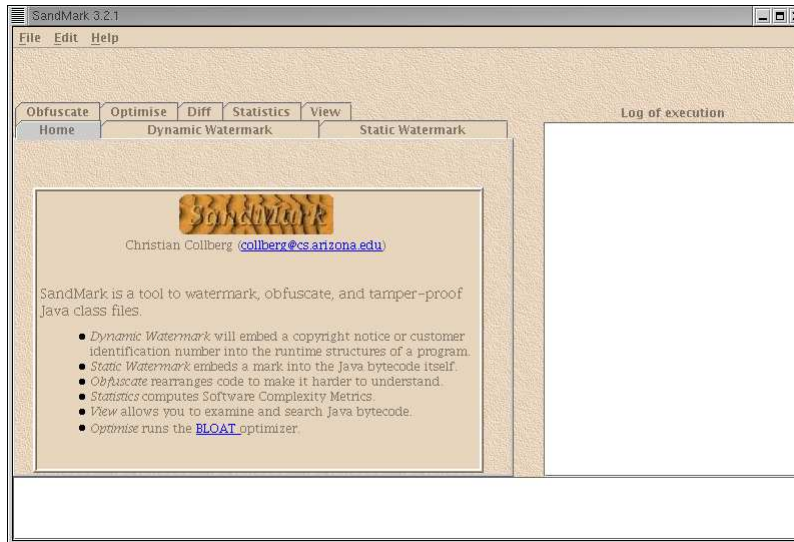 SandMark 3.2.1
File Edit Help
Obfuscate Optimise Diff Statistics View
Home Dynamic Watermark Static Watermark
Log of execution
SandMark
Christian Collberg (collberg@cs.arizona.edu)
SandMark is a tool to watermark, obfuscate, and tamper-proof
Java class files.
• Dynamic Watermark will embed a copyright notice or customer
identification number into the runtime structures of a program.
• Static Watermark embeds a mark into the Java bytecode itself.
• Obfuscate rearranges code to make it harder to understand.
• Statistics computes Software Complexity Metrics.
• View allows you to examine and search Java bytecode.
• Optimise runs the BLOAT optimizer.